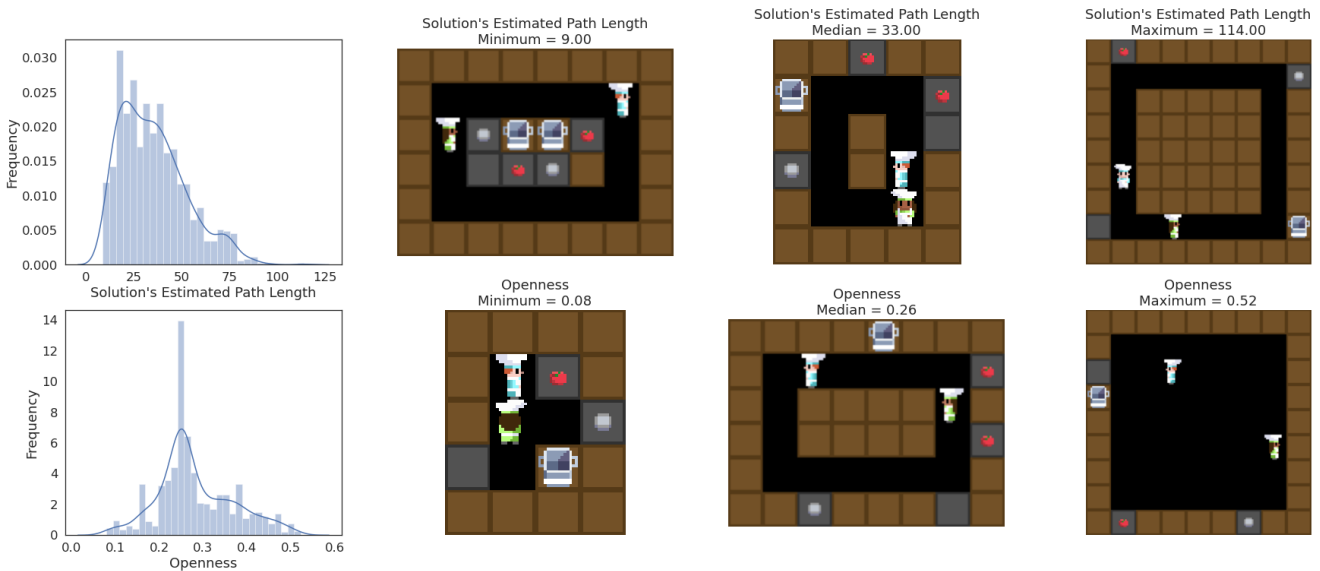 Solution's Estimated Path Length
Minimum = 9.00
Solution's Estimated Path Length
Median = 33.00
Solution's Estimated Path Length
Maximum = 114.00
Frequency
0.030
0.025
0.020
0.015
0.010
0.005
0.000
0 25 50 75 100 125
Solution's Estimated Path Length
Openness
Minimum = 0.08
Openness
Median = 0.26
Openness
Maximum = 0.52
Frequency
14
12
10
8
6
4
2
0
0.0 0.1 0.2 0.3 0.4 0.5 0.6
Openness